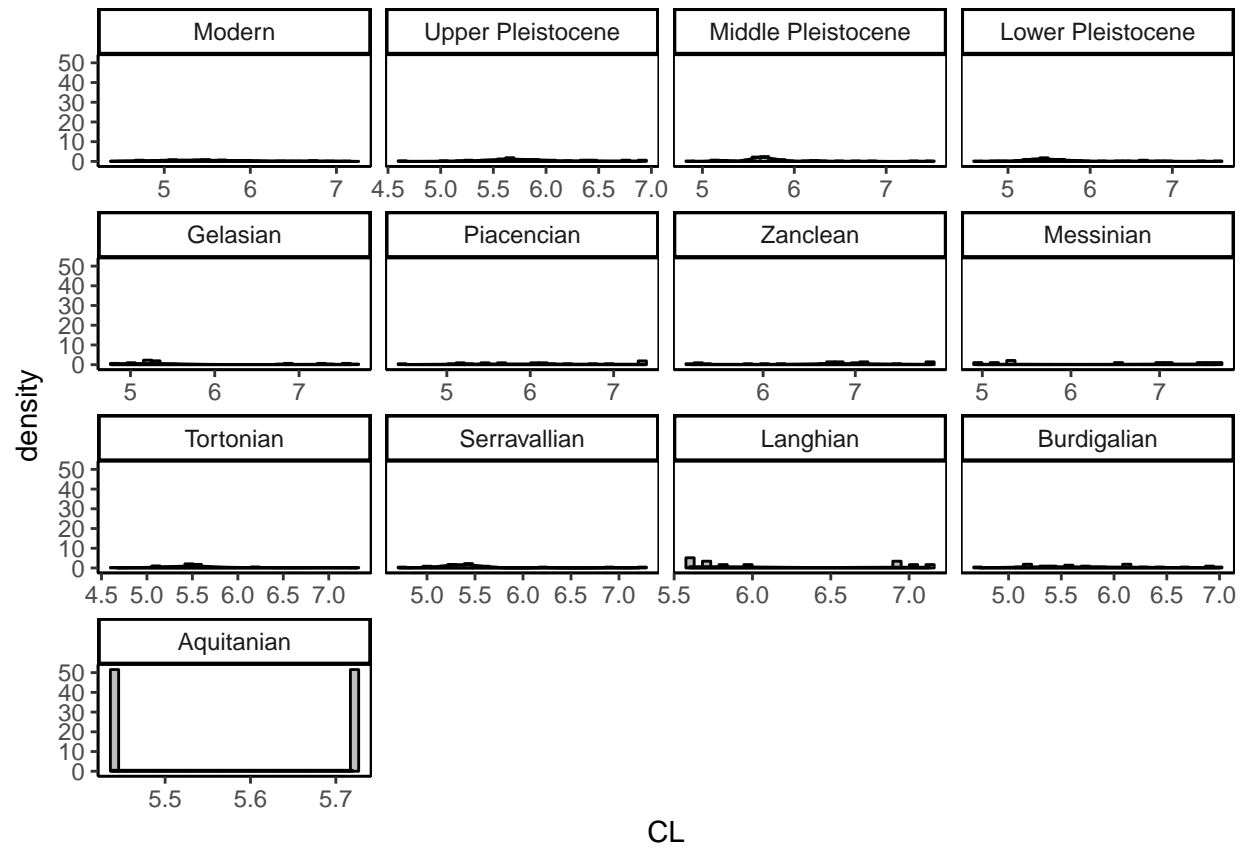 Modern Upper Pleistocene Middle Pleistocene Lower Pleistocene
50
40
30
20
10
0
5 6 7 4.5 5.0 5.5 6.0 6.5 7.0 5 6 7 5 6 7
Gelasian Piacencian Zanclean Messinian
50
40
30
20
10
0
5 6 7 5 6 7 6 7 5 6 7
density
Tortonian Serravallian Langhian Burdigalian
50
40
30
20
10
0
4.5 5.0 5.5 6.0 6.5 7.0 5.0 5.5 6.0 6.5 7.0 5.5 6.0 6.5 7.0 5.0 5.5 6.0 6.5 7.0
Aquitanian
50
40
30
20
10
0
5.5 5.6 5.7
CL